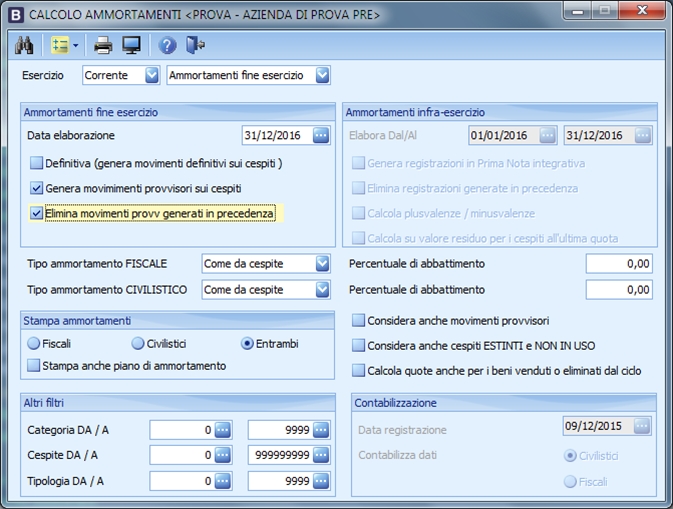 B CALCOLO AMMORTAMENTI <PROVA - AZIENDA DI PROVA PRE>
Esercizio Corrente Ammortamenti fine esercizio
Ammortamenti fine esercizio
Data elaborazione 31/12/2016
Definitiva (genera movimenti definitivi sui cespiti )
Genera movimimenti provvisori sui cespiti
Elimina movimenti provv generati in precedenza
Ammortamenti infra-esercizio
Elabora Dal/Al 01/01/2016 31/12/2016
Genera registrazioni in Prima Nota integrativa
Elimina registrazioni generate in precedenza
Calcola plusvalenze / minusvalenze
Calcola su valore residuo per i cespiti all'ultima quota
Tipo ammortamento FISCALE Come da cespite
Percentuale di abbattimento 0,00
Tipo ammortamento CIVILISTICO Come da cespite
Percentuale di abbattimento 0,00
Stampa ammortamenti
Fiscali Civilistici Entrambi
Stampa anche piano di ammortamento
Considera anche movimenti provvisori
Considera anche cespiti ESTINTI e NON IN USO
Calcola quote anche per i beni venduti o eliminati dal ciclo
Altri filtri
Categoria DA / A 0 9999
Cespite DA / A 0 999999999
Tipologia DA / A 0 9999
Contabilizzazione
Data registrazione 09/12/2015
Contabilizza dati Civilistici
Fiscali